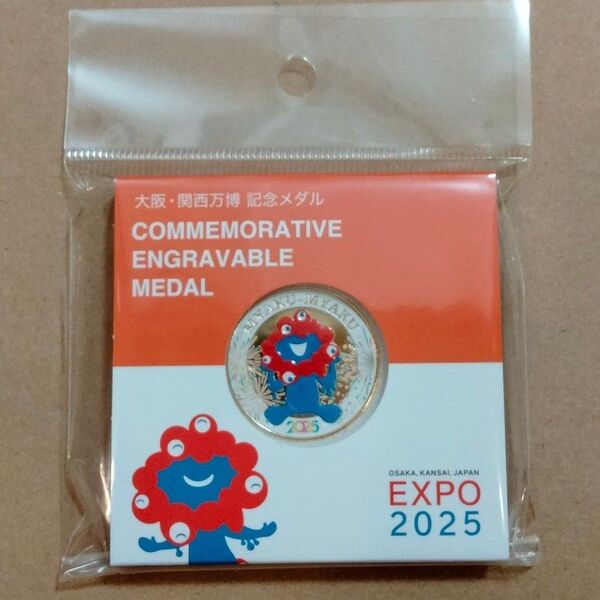 大阪・関西万博 記念メダル
COMMEMORATIVE
ENGRAVABLE
MEDAL
MYAKU-MYAKU
2025
OSAKA, KANSAI, JAPAN
EXPO
2025